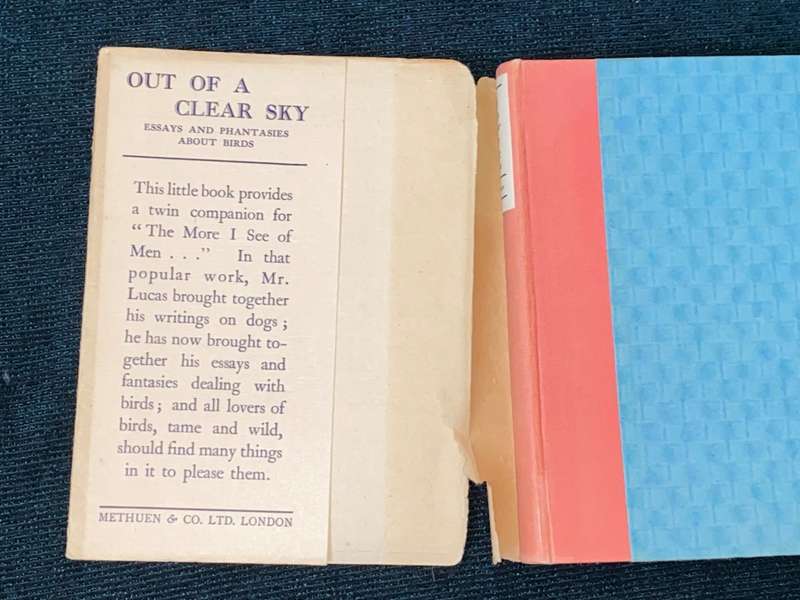 OUT OF A
CLEAR SKY
ESSAYS AND PHANTASIES
ABOUT BIRDS
This little book provides
a twin companion for
“The More I See of
Men . . .” In that
popular work, Mr.
Lucas brought together
his writings on dogs;
he has now brought to-
gether his essays and
fantasies dealing with
birds; and all lovers of
birds, tame and wild,
should find many things
in it to please them.
METHUEN & CO. LTD. LONDON